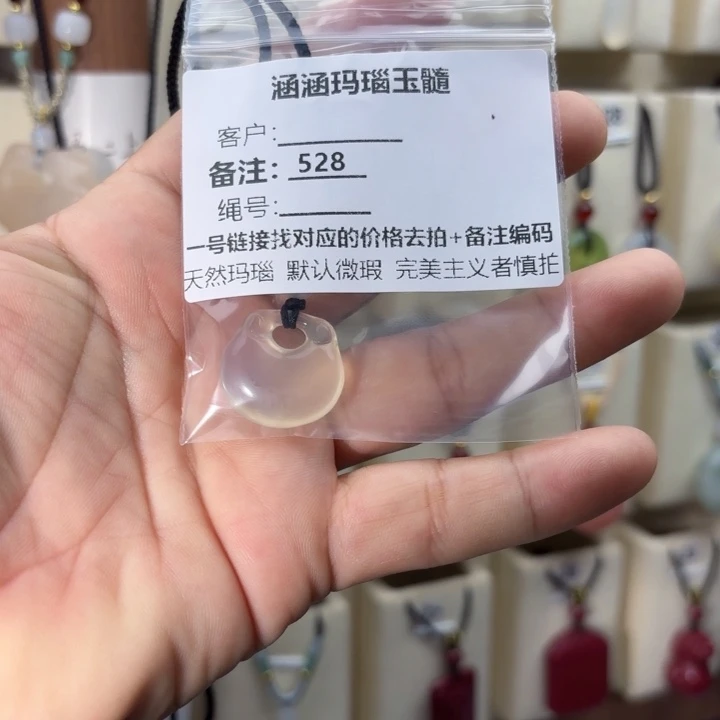 涵涵玛瑙玉髓
客户:
备注: 528
绳号:
一号链接找对应的价格去拍+备注编码
天然玛瑙 默认微瑕 完美主义者慎拍